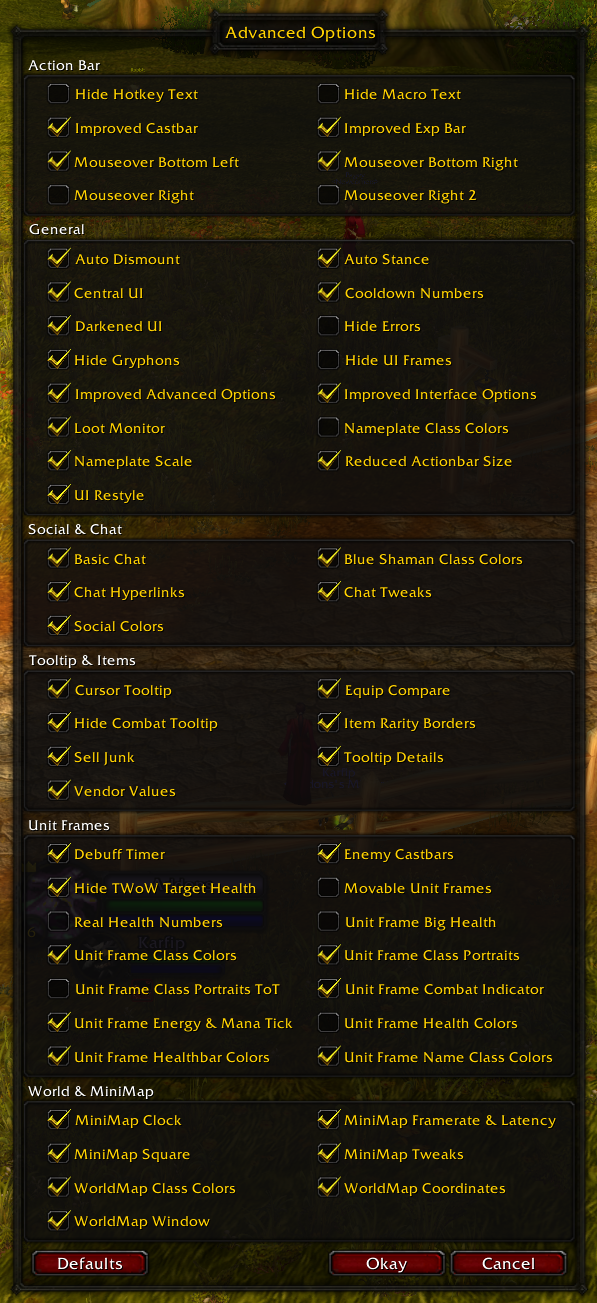 Advanced Options
Action Bar
Hide Hotkey Text Hide Macro Text
Improved Castbar Improved Exp Bar
Mouseover Bottom Left Mouseover Bottom Right
Mouseover Right Mouseover Right 2
General
Auto Dismount Auto Stance
Central UI Cooldown Numbers
Darkened UI Hide Errors
Hide Gryphons Hide UI Frames
Improved Advanced Options Improved Interface Options
Loot Monitor Nameplate Class Colors
Nameplate Scale Reduced Actionbar Size
UI Restyle
Social & Chat
Basic Chat Blue Shaman Class Colors
Chat Hyperlinks Chat Tweaks
Social Colors
Tooltip & Items
Cursor Tooltip Equip Compare
Hide Combat Tooltip Item Rarity Borders
Sell Junk Tooltip Details
Vendor Values
Unit Frames
Debuff Timer Enemy Castbars
Hide TWoW Target Health Movable Unit Frames
Real Health Numbers Unit Frame Big Health
Unit Frame Class Colors Unit Frame Class Portraits
Unit Frame Class Portraits ToT Unit Frame Combat Indicator
Unit Frame Energy & Mana Tick Unit Frame Health Colors
Unit Frame Healthbar Colors Unit Frame Name Class Colors
World & MiniMap
MiniMap Clock MiniMap Framerate & Latency
MiniMap Square MiniMap Tweaks
WorldMap Class Colors WorldMap Coordinates
WorldMap Window
Defaults Okay Cancel